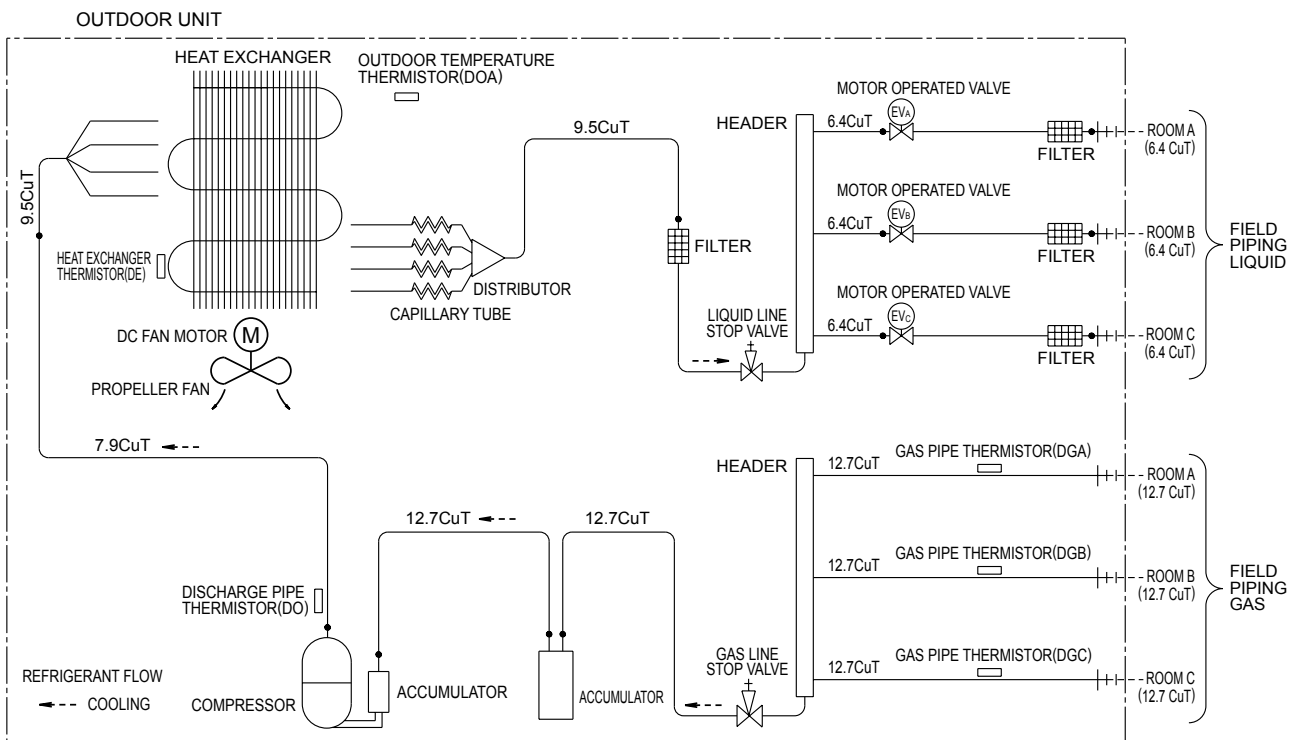 OUTDOOR UNIT
HEAT EXCHANGER
OUTDOOR TEMPERATURE
THERMISTOR(DOA)
9.5CuT
HEAT EXCHANGER
THERMISTOR(DE)
DC FAN MOTOR
M
PROPELLER FAN
CAPILLARY TUBE
DISTRIBUTOR
9.5CuT
FILTER
LIQUID LINE
STOP VALVE
HEADER
MOTOR OPERATED VALVE
6.4CuT
EVA
FILTER
ROOM A
(6.4 CuT)
MOTOR OPERATED VALVE
6.4CuT
EVB
FILTER
ROOM B
(6.4 CuT)
MOTOR OPERATED VALVE
6.4CuT
EVC
FILTER
ROOM C
(6.4 CuT)
FIELD
PIPING
LIQUID
7.9CuT
DISCHARGE PIPE
THERMISTOR(DO)
COMPRESSOR
12.7CuT
ACCUMULATOR
12.7CuT
ACCUMULATOR
GAS LINE
STOP VALVE
HEADER
12.7CuT
GAS PIPE THERMISTOR(DGA)
ROOM A
(12.7 CuT)
12.7CuT
GAS PIPE THERMISTOR(DGB)
ROOM B
(12.7 CuT)
12.7CuT
GAS PIPE THERMISTOR(DGC)
ROOM C
(12.7 CuT)
FIELD
PIPING
GAS
REFRIGERANT FLOW
COOLING